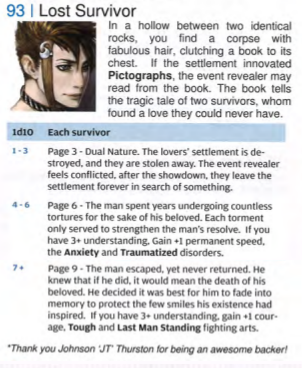 93 | Lost Survivor
In a hollow between two identical
rocks, you find a corpse with
fabulous hair, clutching a book to its
chest. If the settlement innovated
Pictographs, the event revealer may
read from the book. The book tells
the tragic tale of two survivors, whom
found a love they could never have.
1d10 Each survivor
1-3 Page 3 - Dual Nature. The lovers' settlement is de-
stroyed, and they are stolen away. The event revealer
feels conflicted, after the showdown, they leave the
settlement forever in search of something.
4-6 Page 6 - The man spent years undergoing countless
tortures for the sake of his beloved. Each torment
only served to strengthen the man's resolve. If you
have 3+ understanding, Gain +1 permanent speed,
the Anxiety and Traumatized disorders.
7+ Page 9 - The man escaped, yet never returned. He
knew that if he did, it would mean the death of his
beloved. He decided it was best for him to fade into
memory to protect the few smiles his existence had
inspired. If you have 3+ understanding, gain +1 cour-
age, Tough and Last Man Standing fighting arts.
*Thank you Johnson 'JT' Thurston for being an awesome backer!